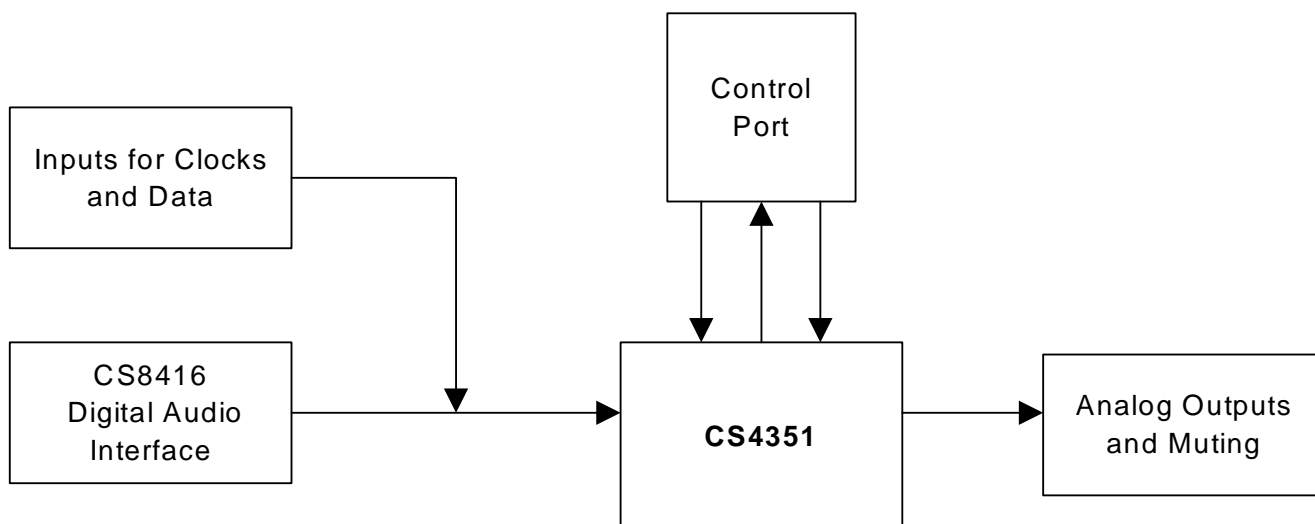 Control
Port
Inputs for Clocks
and Data
CS8416
Digital Audio
Interface
CS4351
Analog Outputs
and Muting